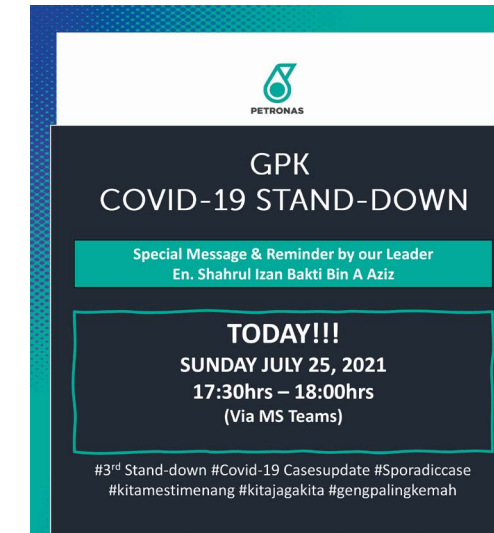 PETRONAS
GPK
COVID-19 STAND-DOWN
Special Message & Reminder by our Leader
En. Shahrul Izan Bakti Bin A Aziz
TODAY!!!
SUNDAY JULY 25, 2021
17:30hrs – 18:00hrs
(Via MS Teams)
#3rd Stand-down #Covid-19 Casesupdate #Sporadiccase
#kitamestimenang #kitajagakita #gengpalingkemah